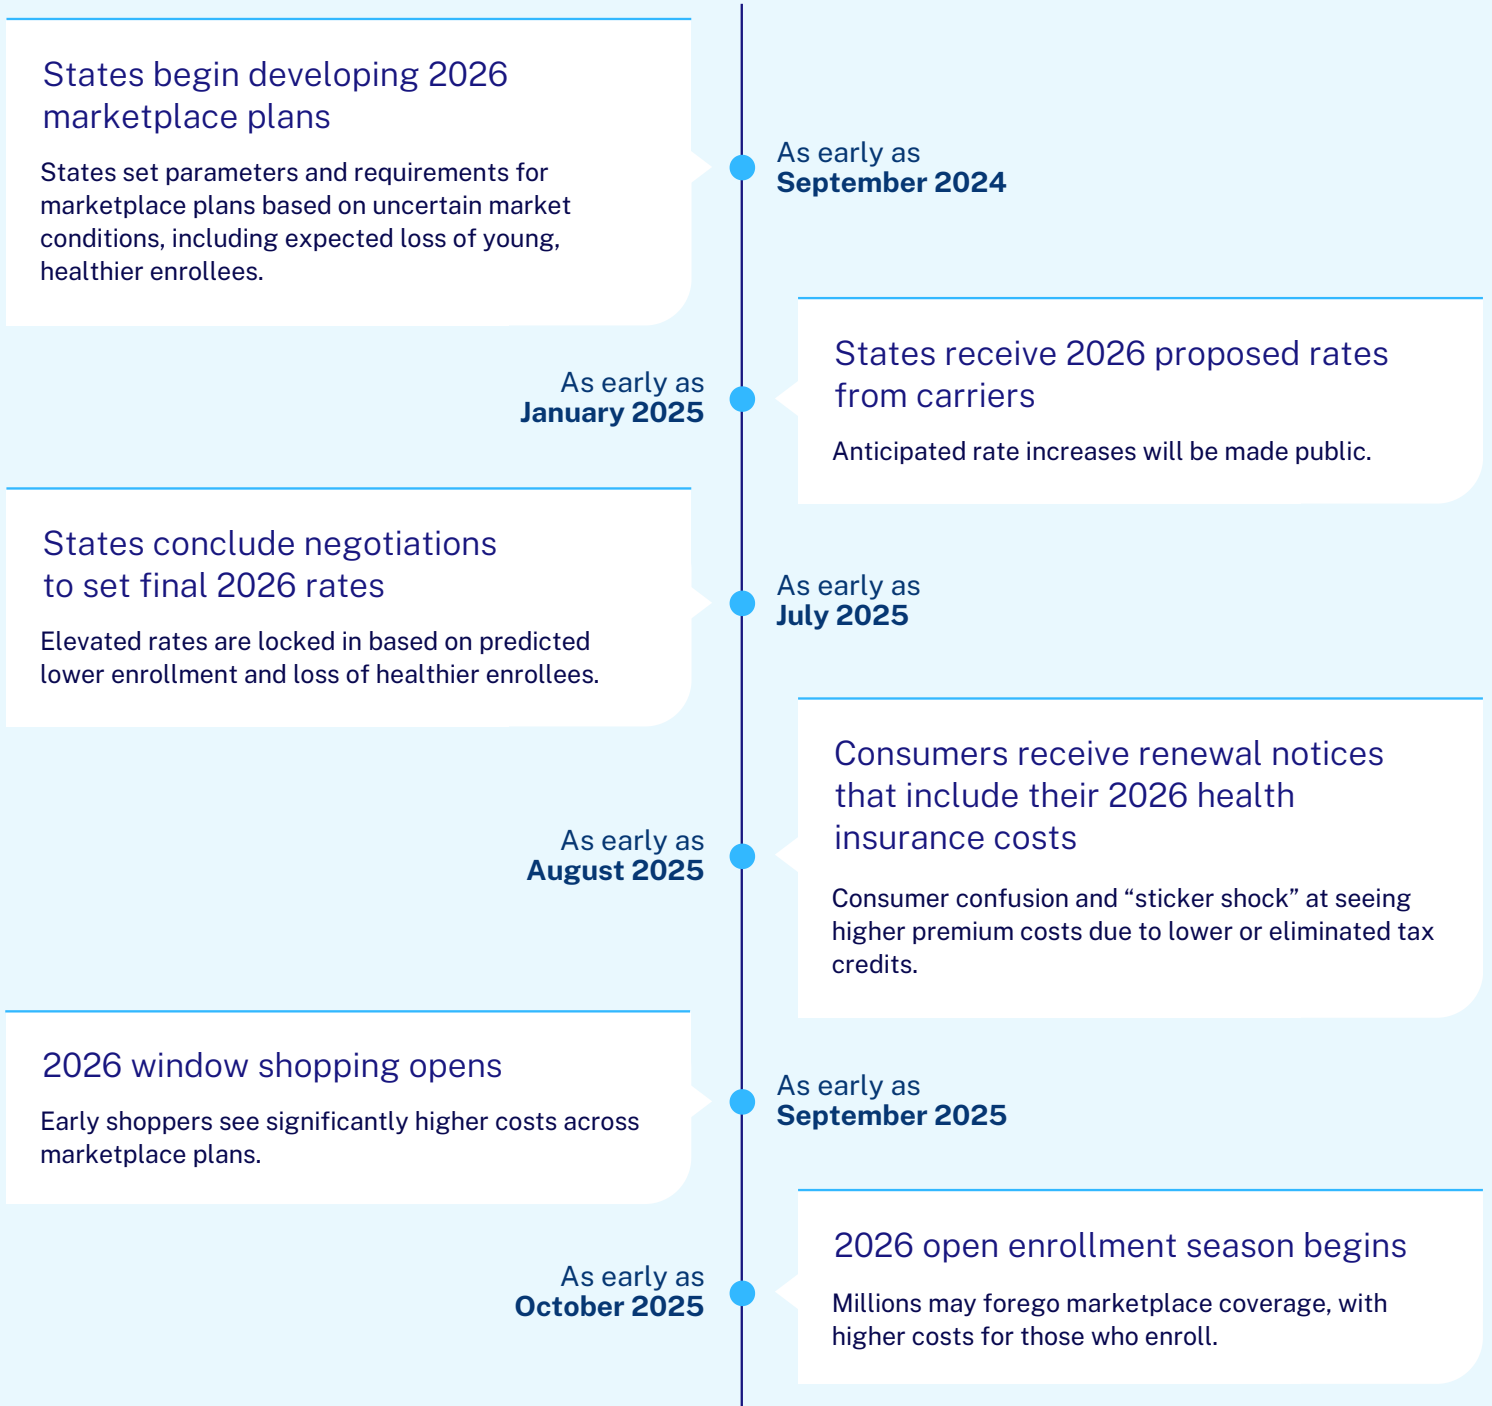 States begin developing 2026
marketplace plans
States set parameters and requirements for
marketplace plans based on uncertain market
conditions, including expected loss of young,
healthier enrollees.
As early as
September 2024
As early as
January 2025
States receive 2026 proposed rates
from carriers
Anticipated rate increases will be made public.
States conclude negotiations
to set final 2026 rates
Elevated rates are locked in based on predicted
lower enrollment and loss of healthier enrollees.
As early as
July 2025
As early as
August 2025
Consumers receive renewal notices
that include their 2026 health
insurance costs
Consumer confusion and “sticker shock” at seeing
higher premium costs due to lower or eliminated tax
credits.
2026 window shopping opens
Early shoppers see significantly higher costs across
marketplace plans.
As early as
September 2025
As early as
October 2025
2026 open enrollment season begins
Millions may forego marketplace coverage, with
higher costs for those who enroll.